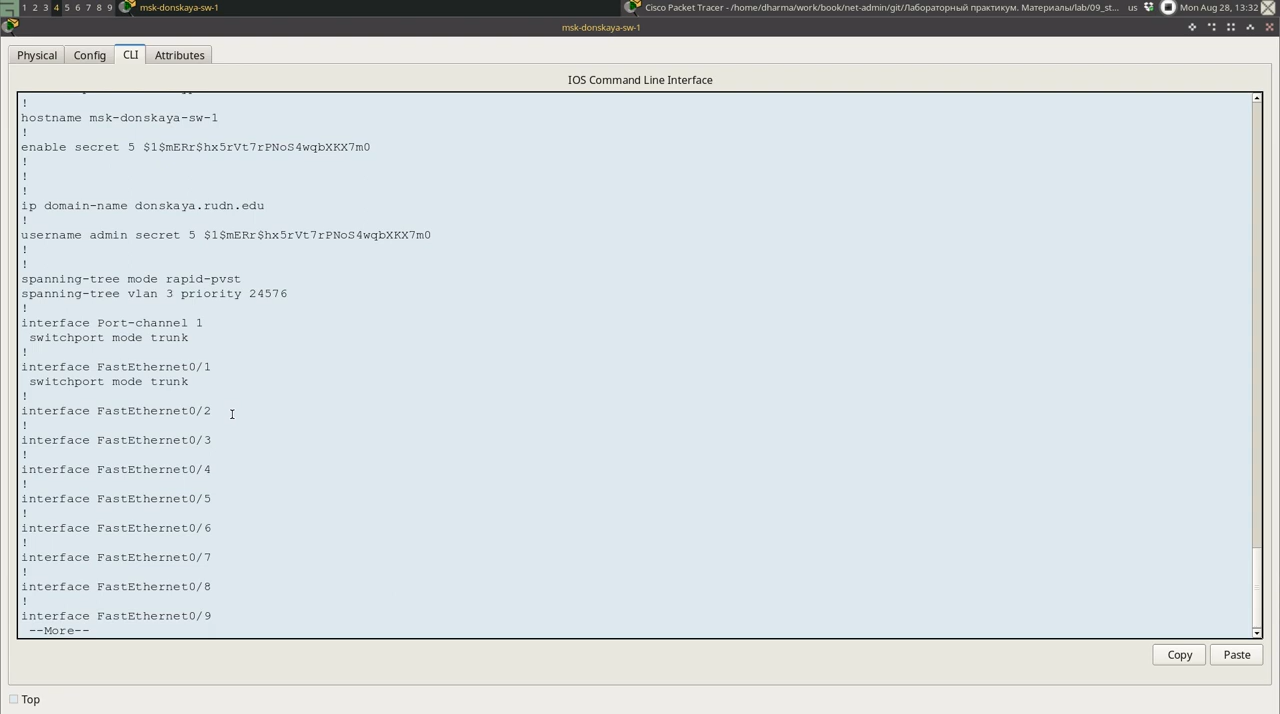 1 2 3 4 5 6 7 8 9 msk-donskaya-sw-1 Cisco Packet Tracer - /home/dharma/work/book/net-admin/git/Лабораторный практикум. Материалы/lab/09_st... us Mon Aug 28, 13:32
msk-donskaya-sw-1
Physical Config CLI Attributes
IOS Command Line Interface
!
hostname msk-donskaya-sw-1
!
enable secret 5 $1$mERr$hx5rVt7rPNoS4wqbXKX7m0
!
!
!
ip domain-name donskaya.rudn.edu
!
username admin secret 5 $1$mERr$hx5rVt7rPNoS4wqbXKX7m0
!
!
spanning-tree mode rapid-pvst
spanning-tree vlan 3 priority 24576
!
interface Port-channel 1
switchport mode trunk
!
interface FastEthernet0/1
switchport mode trunk
!
interface FastEthernet0/2
!
interface FastEthernet0/3
!
interface FastEthernet0/4
!
interface FastEthernet0/5
!
interface FastEthernet0/6
!
interface FastEthernet0/7
!
interface FastEthernet0/8
!
interface FastEthernet0/9
--More--
Copy Paste
Top